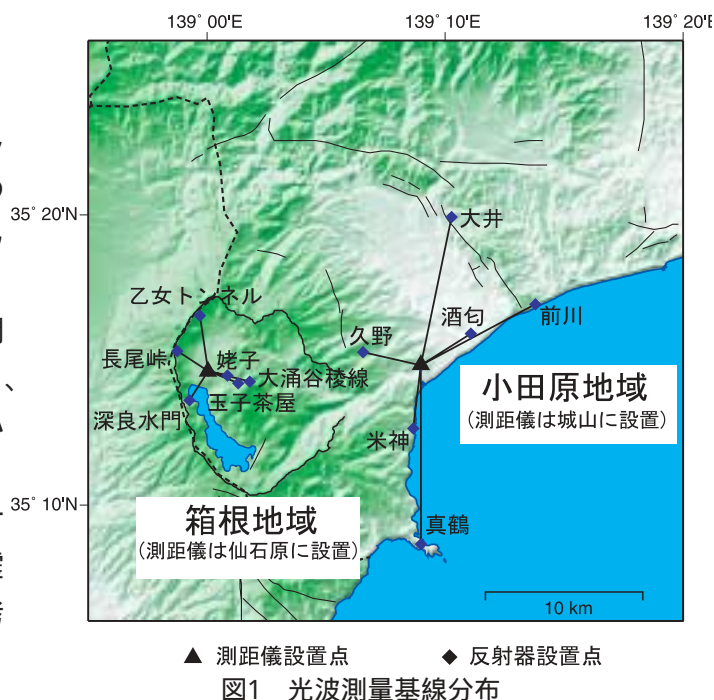 139° 00'E
139° 10'E
139° 20'E
35° 20'N
大井
乙女トンネル
酒匂
前川
久野
長尾峠
姥子
大涌谷稜線
玉子茶屋
深良水門
小田原地域
(測距儀は城山に設置)
米神
35° 10'N
箱根地域
(測距儀は仙石原に設置)
真鶴
10 km
測距儀設置点
反射器設置点
図1 光波測量基線分布